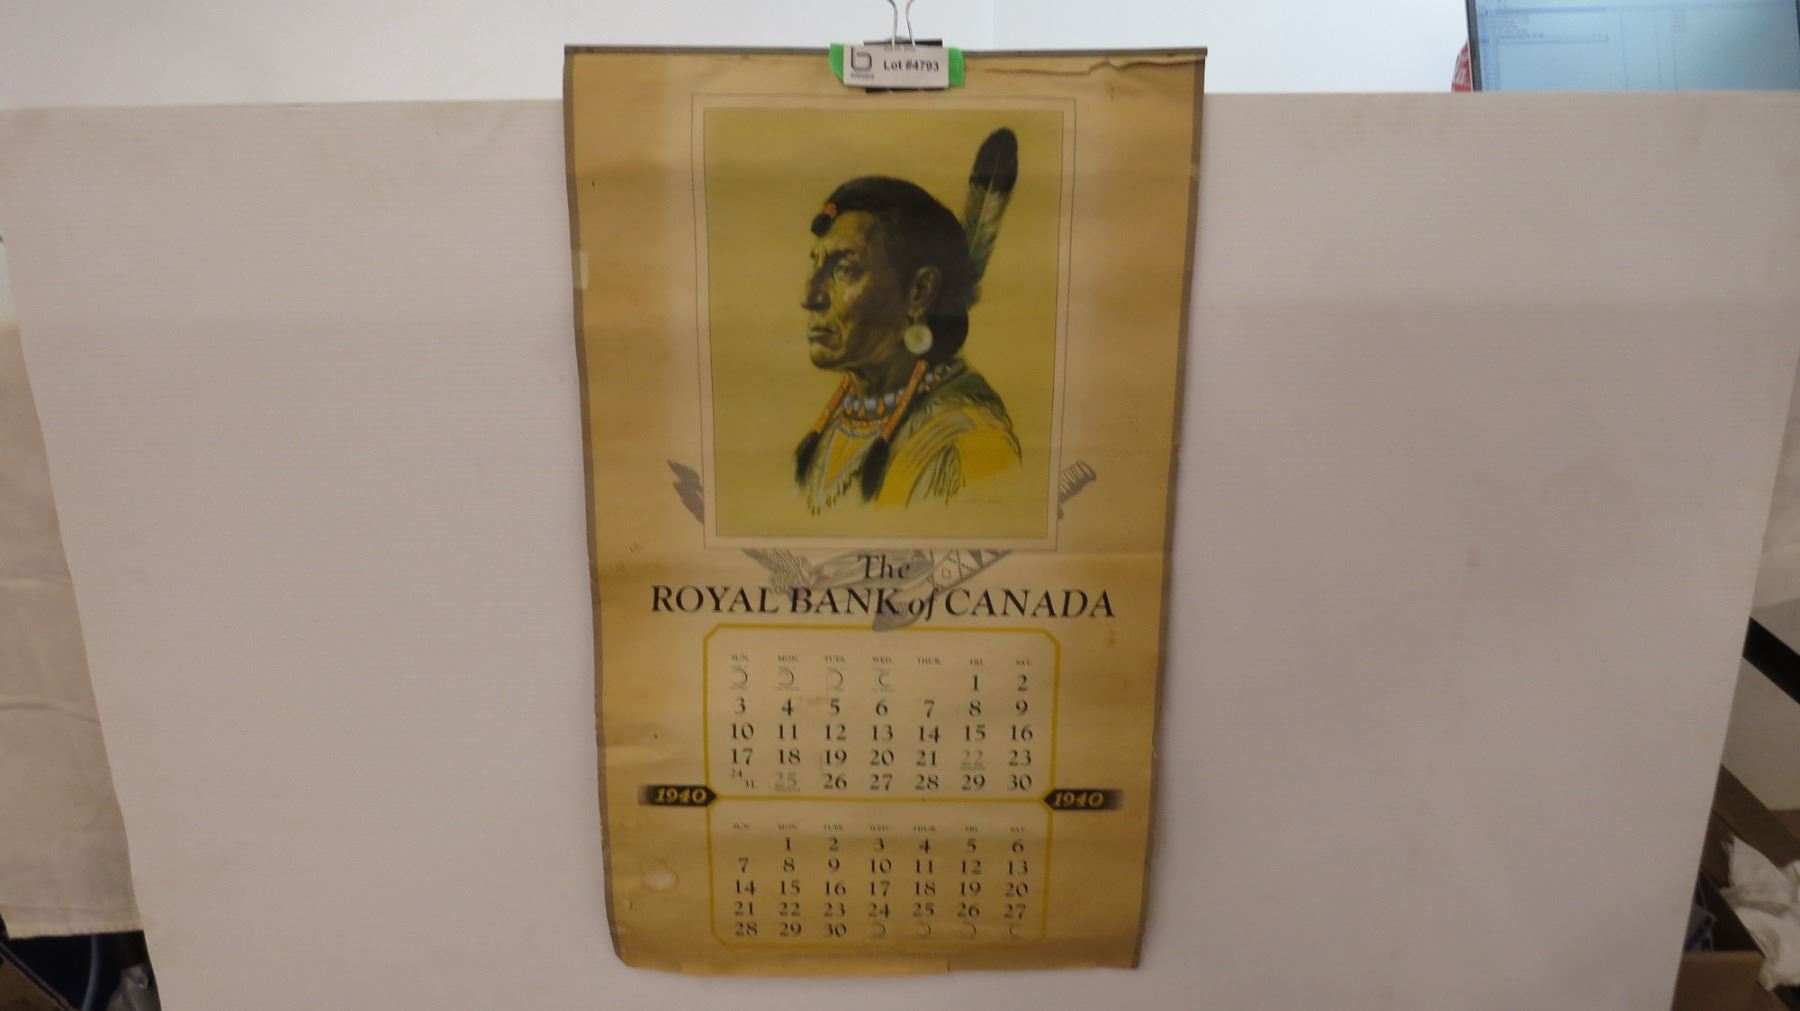 Lot #4793
The
ROYAL BANK of CANADA
SUN. MON. TUES. WED. THUR. FRI. SAT.
1 2
3 4 5 6 7 8 9
10 11 12 13 14 15 16
17 18 19 20 21 22 23
24/31 25 26 27 28 29 30
1940 1940
SUN. MON. TUES. WED. THUR. FRI. SAT.
1 2 3 4 5 6
7 8 9 10 11 12 13
14 15 16 17 18 19 20
21 22 23 24 25 26 27
28 29 30